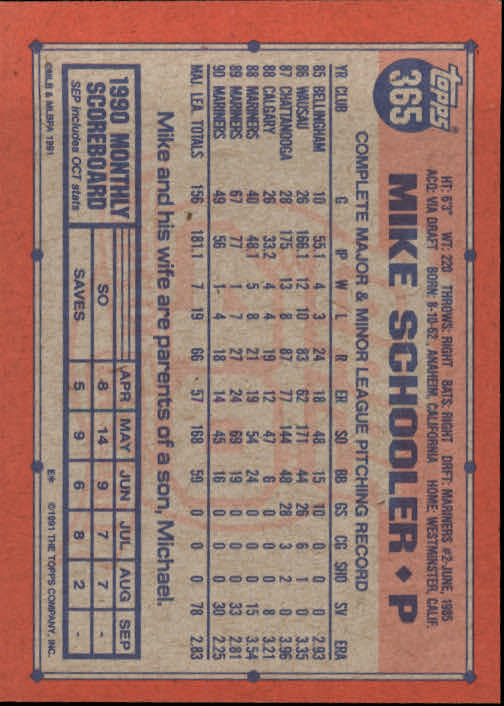 TOPPS
365
HT: 6'3" WT: 220 THROWS: RIGHT BATS: RIGHT DRFT: MARINERS #2-JUNE, 1985
ACQ: VIA DRAFT BORN: 8-10-62 ANAHEIM, CALIFORNIA HOME: WESTMINSTER, CALIF.
MIKE SCHOOLER ◆ P
COMPLETE MAJOR & MINOR LEAGUE PITCHING RECORD
YR CLUB G IP W L R ER SO BB GS CG SHO SV ERA
85 BELLINGHAM 10 55.1 4 3 24 18 48 15 10 0 0 0 2.93
86 WAUSAU 26 166.1 12 10 83 62 171 44 26 6 1 0 3.35
87 CHATTANOOGA 28 175 13 8 87 77 144 48 28 3 2 0 3.96
88 CALGARY 26 33.2 4 4 19 12 47 6 0 0 0 8 3.21
88 MARINERS 40 48.1 5 8 21 19 54 24 0 0 0 15 3.54
89 MARINERS 67 77 1 7 27 24 69 19 0 0 0 33 2.81
90 MARINERS 49 56 1 4 18 14 45 16 0 0 0 30 2.25
MAJ. LEA. TOTALS 156 181.1 7 19 66 57 168 59 0 0 0 78 2.83
Mike and his wife are parents of a son, Michael.
1990 MONTHLY
SCOREBOARD
SEP includes OCT stats
APR MAY JUN JUL AUG SEP
SO 8 14 9 7 7 -
SAVES 5 9 6 8 2 -
©MLB & MLBPA 1991
E* ©1991 THE TOPPS COMPANY, INC.